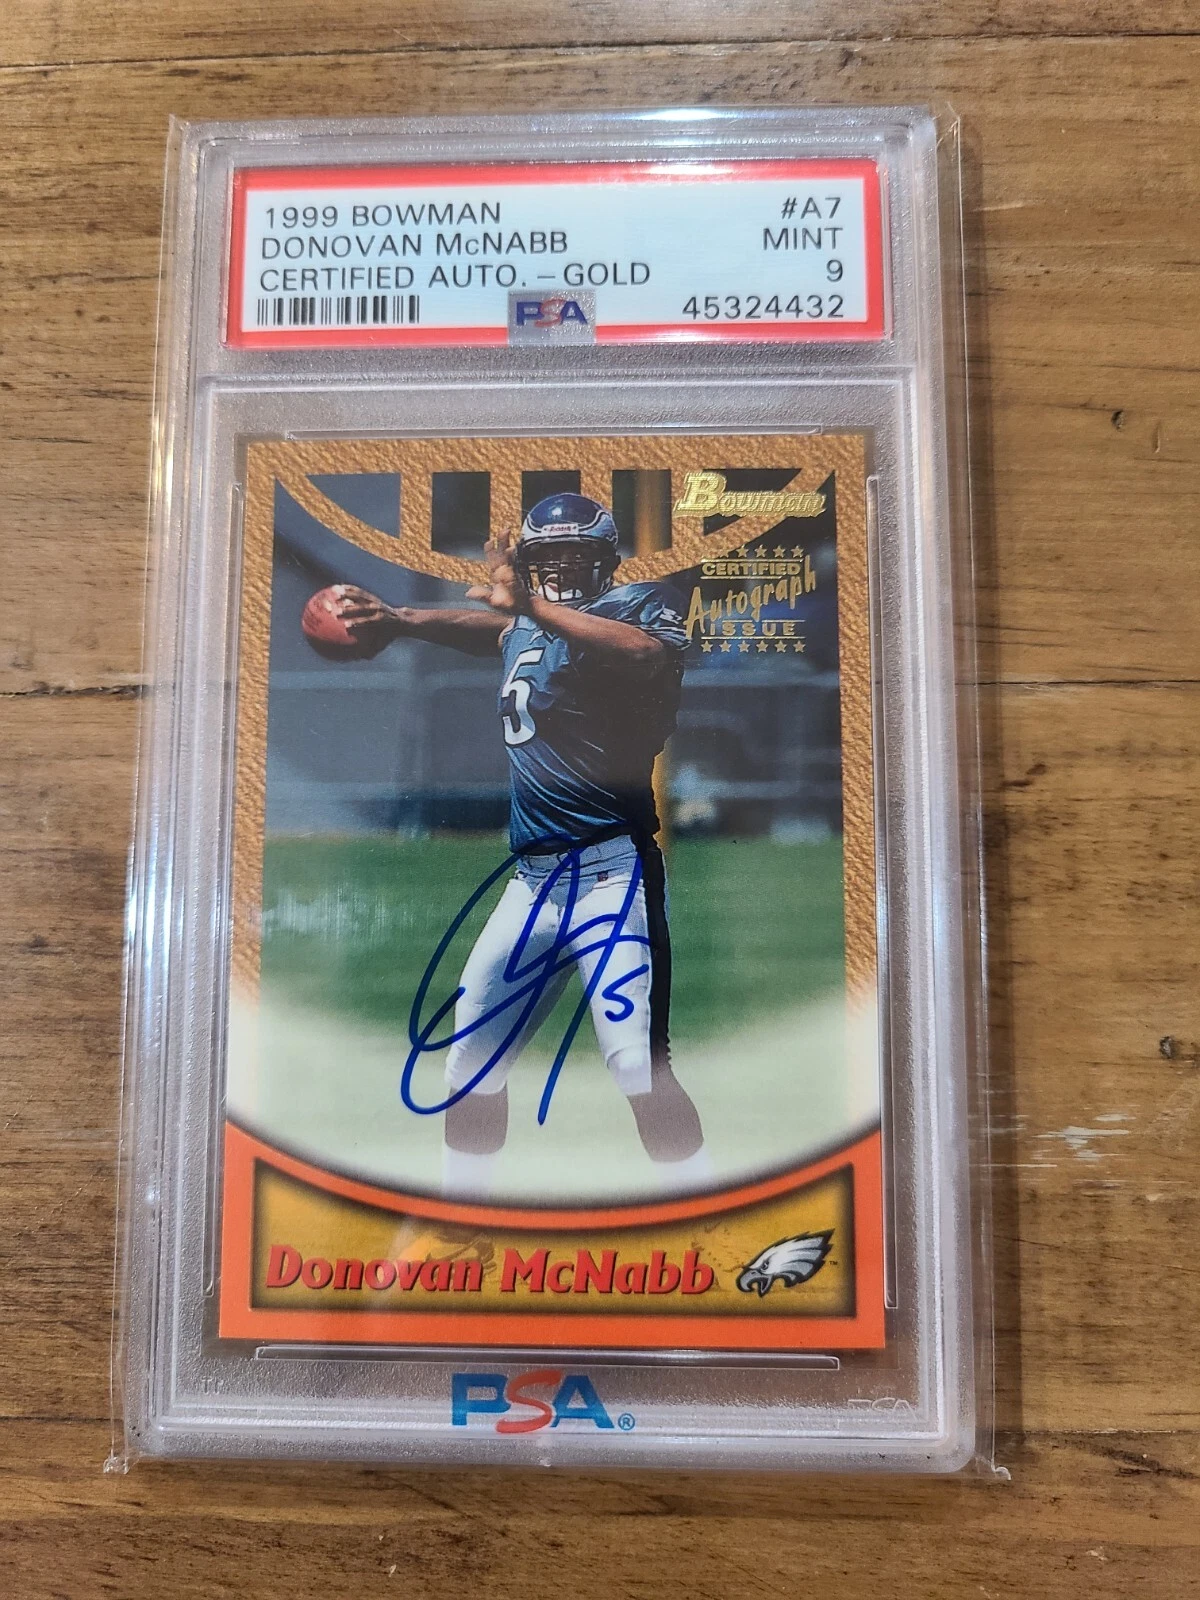 1999 BOWMAN #A7
DONOVAN McNABB MINT
CERTIFIED AUTO. – GOLD 9
PSA 45324432
Bowman
CERTIFIED
Autograph
ISSUE
5
5
Donovan McNabb
PSA®